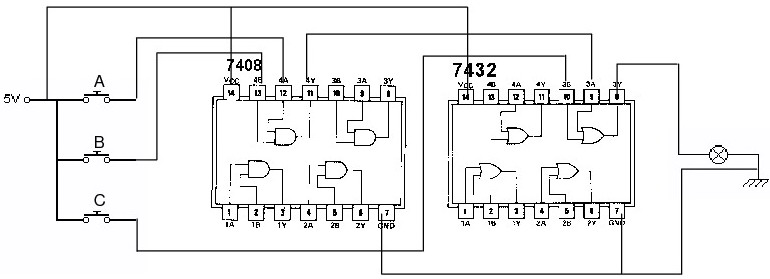 7408
7432
A
VCC 4B 4A 4Y 3B 3A 3Y
VCC 4B 4A 4Y 3B 3A 3Y
14 13 12 11 10 9 8
14 13 12 11 10 9 8
5V
B
C
1 2 3 4 5 6 7
1 2 3 4 5 6 7
1A 1B 1Y 2A 2B 2Y GND
1A 1B 1Y 2A 2B 2Y GND